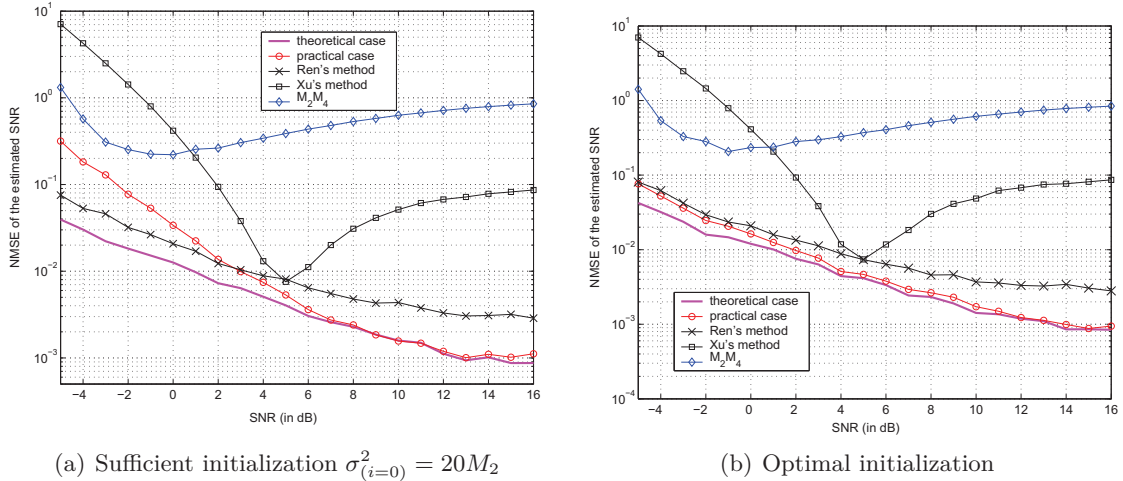 10^1
10^0
10^−1
10^−2
10^−3
NMSE of the estimated SNR
−4 −2 0 2 4 6 8 10 12 14 16
SNR (in dB)
theoretical case
practical case
Ren's method
Xu's method
M_2M_4
(a) Sufficient initialization σ^2_{(i=0)} = 20M_2
10^1
10^0
10^−1
10^−2
10^−3
10^−4
NMSE of the estimated SNR
−4 −2 0 2 4 6 8 10 12 14 16
SNR (in dB)
theoretical case
practical case
Ren's method
Xu's method
M_2M_4
(b) Optimal initialization